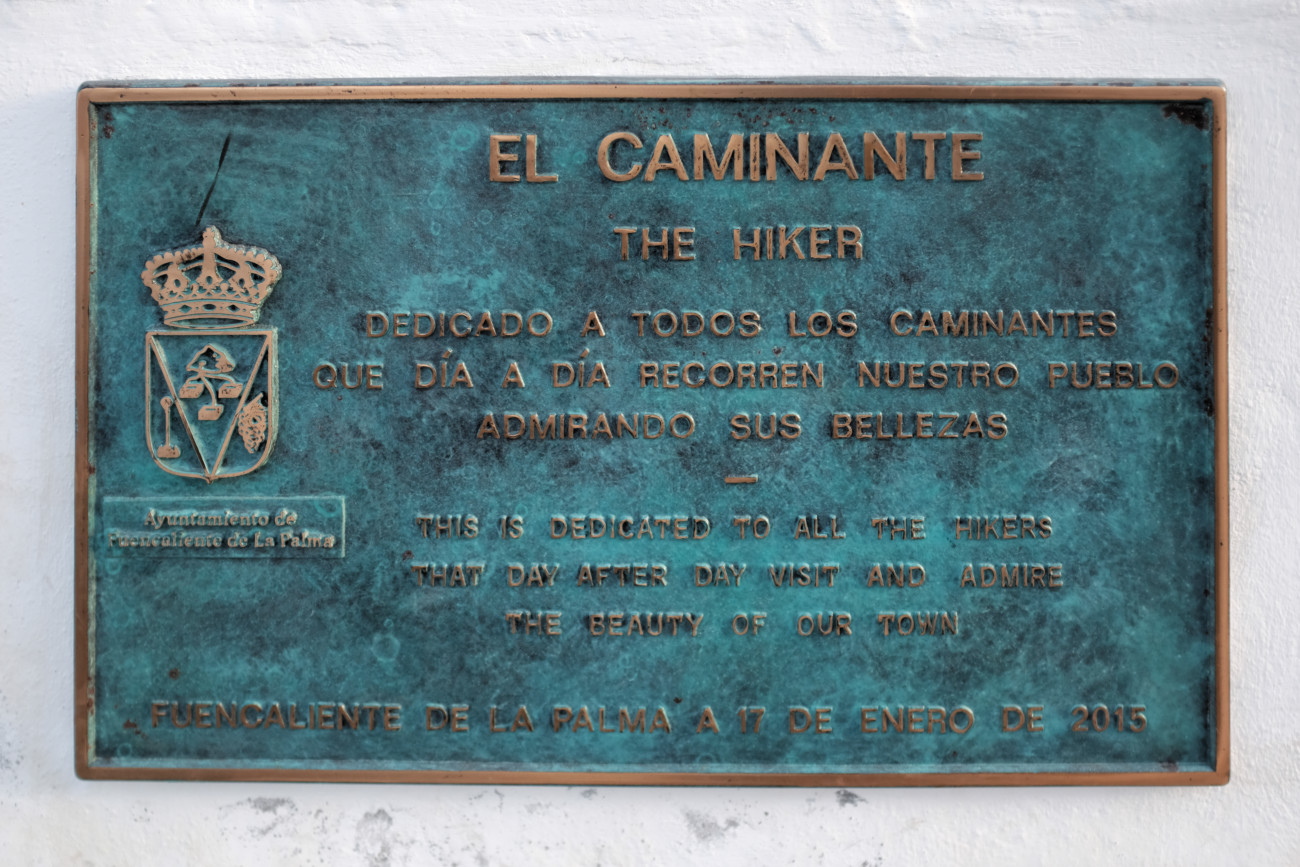 EL CAMINANTE
THE HIKER
DEDICADO A TODOS LOS CAMINANTES
QUE DÍA A DÍA RECORREN NUESTRO PUEBLO
ADMIRANDO SUS BELLEZAS
—
THIS IS DEDICATED TO ALL THE HIKERS
THAT DAY AFTER DAY VISIT AND ADMIRE
THE BEAUTY OF OUR TOWN
Ayuntamiento de
Fuencaliente de La Palma
FUENCALIENTE DE LA PALMA A 17 DE ENERO DE 2015